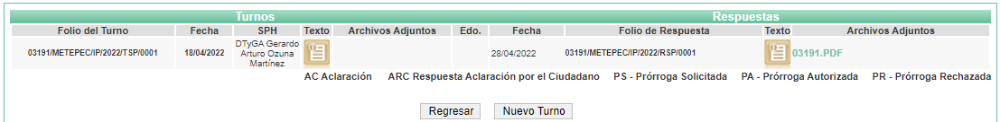 Turnos Respuestas
Folio del Turno Fecha SPH Texto Archivos Adjuntos Edo. Fecha Folio de Respuesta Texto Archivos Adjuntos
03191/METEPEC/IP/2022/TSP/0001 18/04/2022 DTyGA Gerardo Arturo Ozuna Martínez 28/04/2022 03191/METEPEC/IP/2022/RSP/0001 03191.PDF
AC Aclaración ARC Respuesta Aclaración por el Ciudadano PS - Prórroga Solicitada PA - Prórroga Autorizada PR - Prórroga Rechazada
Regresar Nuevo Turno